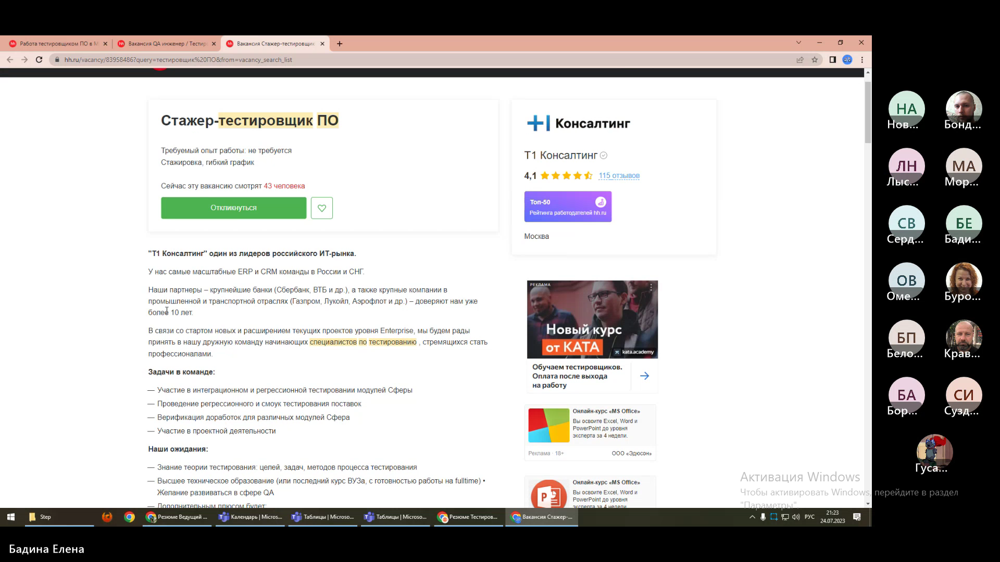 Работа тестировщиком ПО в М
Вакансия QA инженер / Тестир
Вакансия Стажер-тестировщик
hh.ru/vacancy/83958486?query=тестировщик%20ПО&from=vacancy_search_list
Стажер-тестировщик ПО
Требуемый опыт работы: не требуется
Стажировка, гибкий график
Сейчас эту вакансию смотрят 43 человека
Откликнуться
Консалтинг
Т1 Консалтинг
4,1
115 отзывов
Топ-50
Рейтинга работодателей hh.ru
Москва
"Т1 Консалтинг" один из лидеров российского ИТ-рынка.
У нас самые масштабные ERP и CRM команды в России и СНГ.
Наши партнеры – крупнейшие банки (Сбербанк, ВТБ и др.), а также крупные компании в
промышленной и транспортной отраслях (Газпром, Лукойл, Аэрофлот и др.) – доверяют нам уже
более 10 лет.
В связи со стартом новых и расширением текущих проектов уровня Enterprise, мы будем рады
принять в нашу дружную команду начинающих специалистов по тестированию , стремящихся стать
профессионалами.
Задачи в команде:
— Участие в интеграционном и регрессионной тестировании модулей Сферы
— Проведение регрессионного и смоук тестирования поставок
— Верификация доработок для различных модулей Сфера
— Участие в проектной деятельности
Наши ожидания:
— Знание теории тестирования: целей, задач, методов процесса тестирования
— Высшее техническое образование (или последний курс ВУЗа, с готовностью работы на fulltime) •
Желание развиваться в сфере QA
— Дополнительным плюсом будет:
РЕКЛАМА
Новый курс
от КАТА
kata.academy
Обучаем тестировщиков.
Оплата после выхода
на работу
Онлайн-курс «MS Office»
Вы освоите Excel, Word и
PowerPoint до уровня
эксперта за 4 недели.
Реклама · 18+
ООО «Эдюсон»
Онлайн-курс «MS Office»
Вы освоите Excel, Word и
PowerPoint до уровня
эксперта за 4 недели
P
Активация Windows
Чтобы активировать Windows, перейдите в раздел
"Параметры".
Step
Резюме Ведущий ...
Календарь | Micros...
Таблицы | Microso...
Таблицы | Microso...
Резюме Тестиров...
Вакансия Стажер-...
РУС
21:23
24.07.2023
НА
Нов...
Бонд...
ЛН
Лыс...
МА
Мор...
СВ
Серд...
БЕ
Бади...
ОВ
Оме...
Буро...
БП
Бело...
Крав...
БА
Бор...
СИ
Сузд...
Гуса...
Бадина Елена